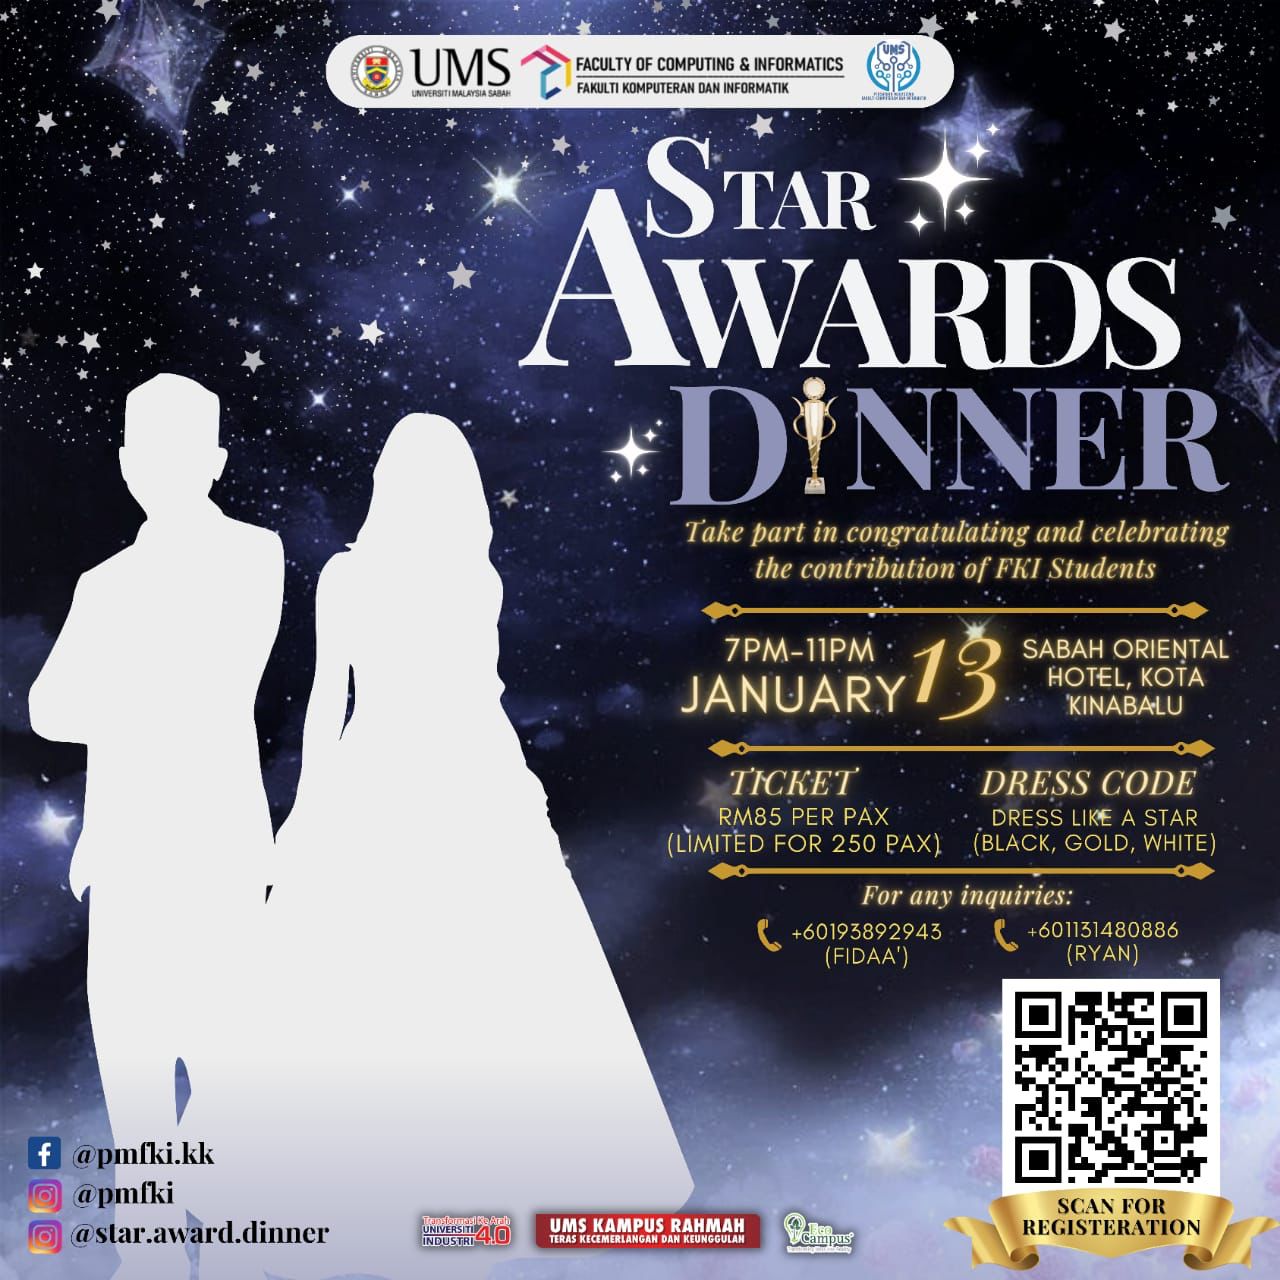 UMS
UNIVERSITI MALAYSIA SABAH
FACULTY OF COMPUTING & INFORMATICS
FAKULTI KOMPUTERAN DAN INFORMATIK
UMS
STAR
AWARDS
DINNER
Take part in congratulating and celebrating
the contribution of FKI Students
7PM-11PM
JANUARY 13
SABAH ORIENTAL
HOTEL, KOTA
KINABALU
TICKET
RM85 PER PAX
(LIMITED FOR 250 PAX)
DRESS CODE
DRESS LIKE A STAR
(BLACK, GOLD, WHITE)
For any inquiries:
+60193892943
(FIDAA')
+601131480886
(RYAN)
@pmfki.kk
@pmfki
@star.award.dinner
Transformasi Ke Arah
UNIVERSITI
INDUSTRI 4.0
UMS KAMPUS RAHMAH
TERAS KECEMERLANGAN DAN KEUNGGULAN
Eco
Campus
SCAN FOR
REGISTERATION